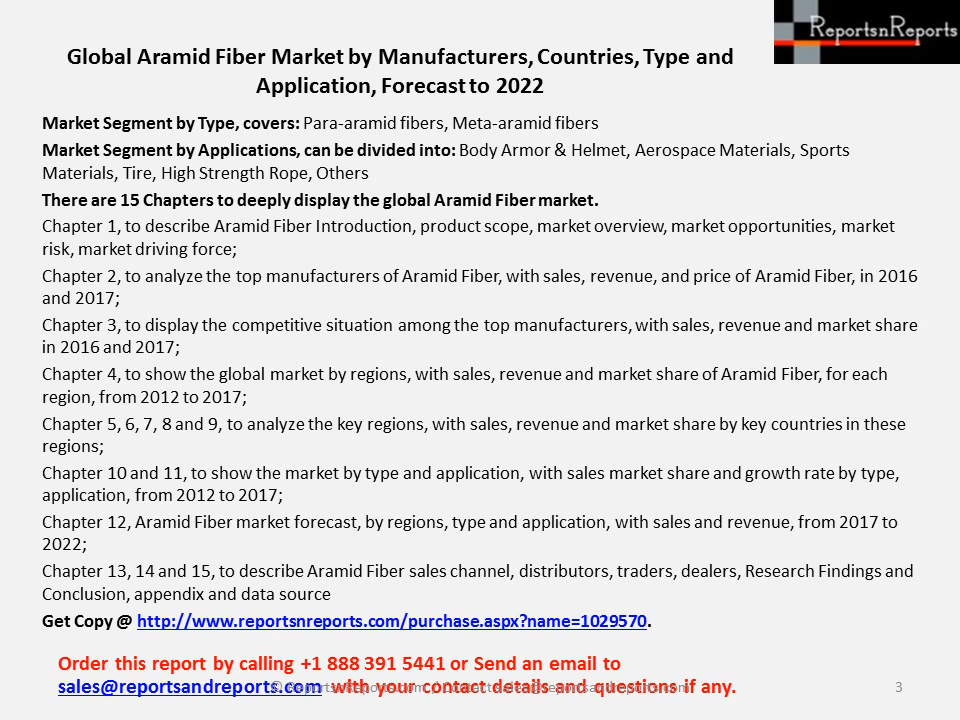 ReportsnReports
Global Aramid Fiber Market by Manufacturers, Countries, Type and
Application, Forecast to 2022
Market Segment by Type, covers: Para-aramid fibers, Meta-aramid fibers
Market Segment by Applications, can be divided into: Body Armor & Helmet, Aerospace Materials, Sports
Materials, Tire, High Strength Rope, Others
There are 15 Chapters to deeply display the global Aramid Fiber market.
Chapter 1, to describe Aramid Fiber Introduction, product scope, market overview, market opportunities, market
risk, market driving force;
Chapter 2, to analyze the top manufacturers of Aramid Fiber, with sales, revenue, and price of Aramid Fiber, in 2016
and 2017;
Chapter 3, to display the competitive situation among the top manufacturers, with sales, revenue and market share
in 2016 and 2017;
Chapter 4, to show the global market by regions, with sales, revenue and market share of Aramid Fiber, for each
region, from 2012 to 2017;
Chapter 5, 6, 7, 8 and 9, to analyze the key regions, with sales, revenue and market share by key countries in these
regions;
Chapter 10 and 11, to show the market by type and application, with sales market share and growth rate by type,
application, from 2012 to 2017;
Chapter 12, Aramid Fiber market forecast, by regions, type and application, with sales and revenue, from 2017 to
2022;
Chapter 13, 14 and 15, to describe Aramid Fiber sales channel, distributors, traders, dealers, Research Findings and
Conclusion, appendix and data source
Get Copy @ http://www.reportsnreports.com/purchase.aspx?name=1029570.
Order this report by calling +1 888 391 5441 or Send an email to
sales@reportsandreports.com with your contact details and questions if any.
© ReportsnReports.com / Contact sales@reportsandreports.com
3